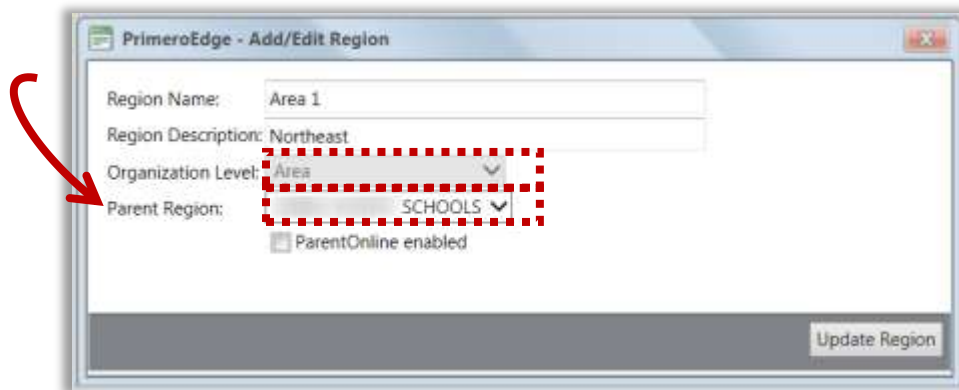 PrimeroEdge - Add/Edit Region
Region Name: Area 1
Region Description: Northeast
Organization Level: Area
Parent Region: SCHOOLS
ParentOnline enabled
Update Region